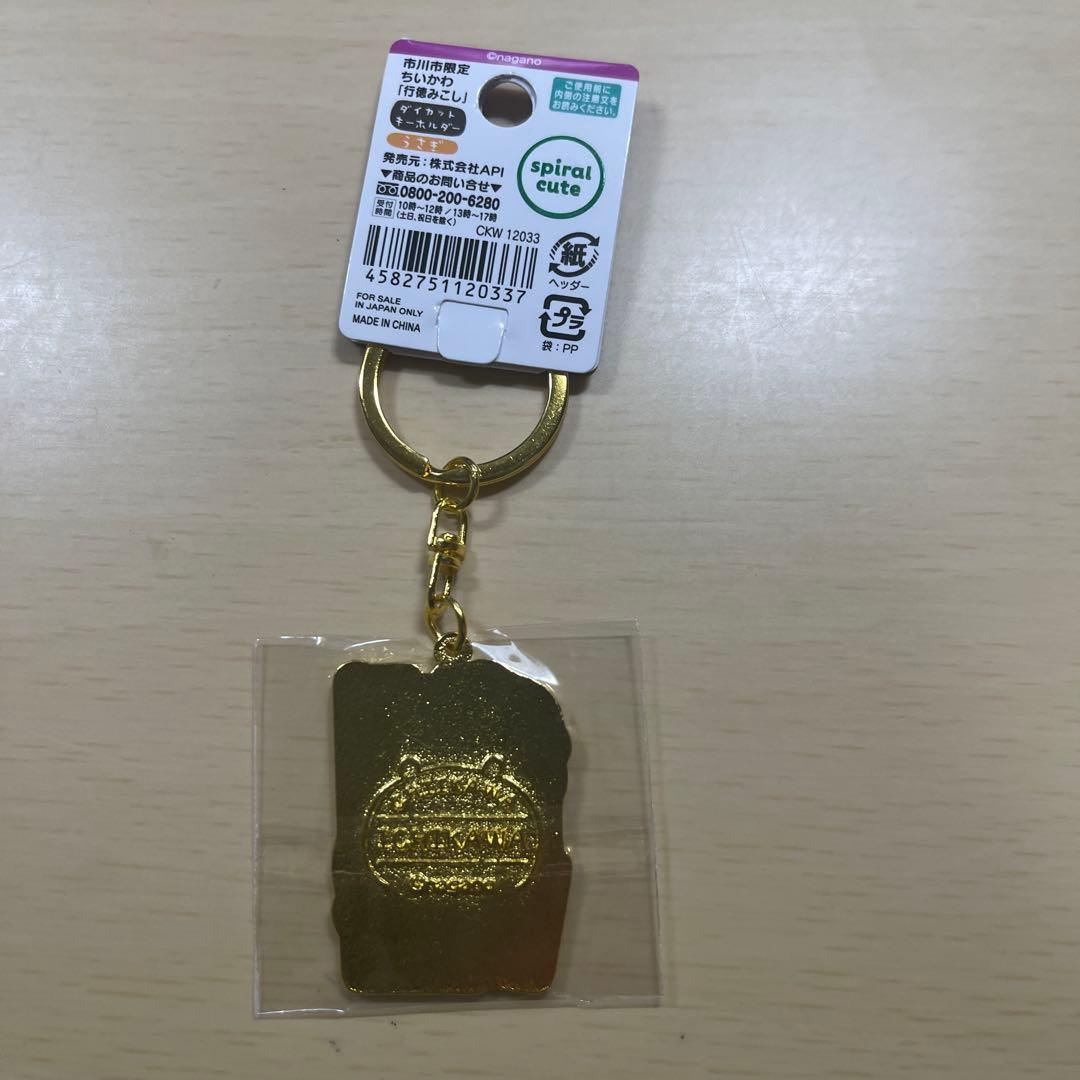 ©nagano
市川市限定
ちいかわ
「行徳みこし」
ダイカット
キーホルダー
うさぎ
発売元：株式会社API
▼商品のお問い合せ▼
0800-200-6280
受付時間 10時～12時／13時～17時
（土日、祝日を除く）
CKW 12033
4582751120337
FOR SALE
IN JAPAN ONLY
MADE IN CHINA
ご使用前に
内側の注意文を
お読みください。
spiral
cute
紙
ヘッダー
プラ
袋：PP
CHIIKAWA
ICHIKAWA
©nagano